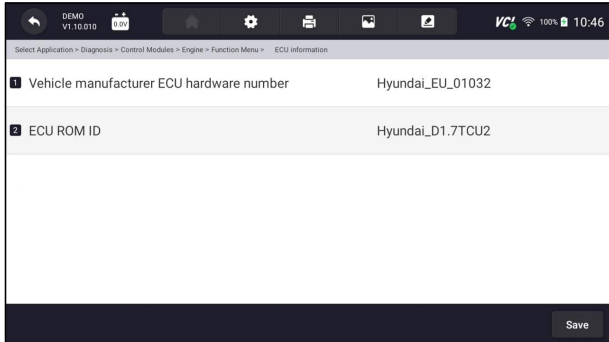 DEMO
V1.10.010
0.0V
VCI
100%
10:46
Select Application > Diagnosis > Control Modules > Engine > Function Menu > ECU information
1 Vehicle manufacturer ECU hardware number Hyundai_EU_01032
2 ECU ROM ID Hyundai_D1.7TCU2
Save